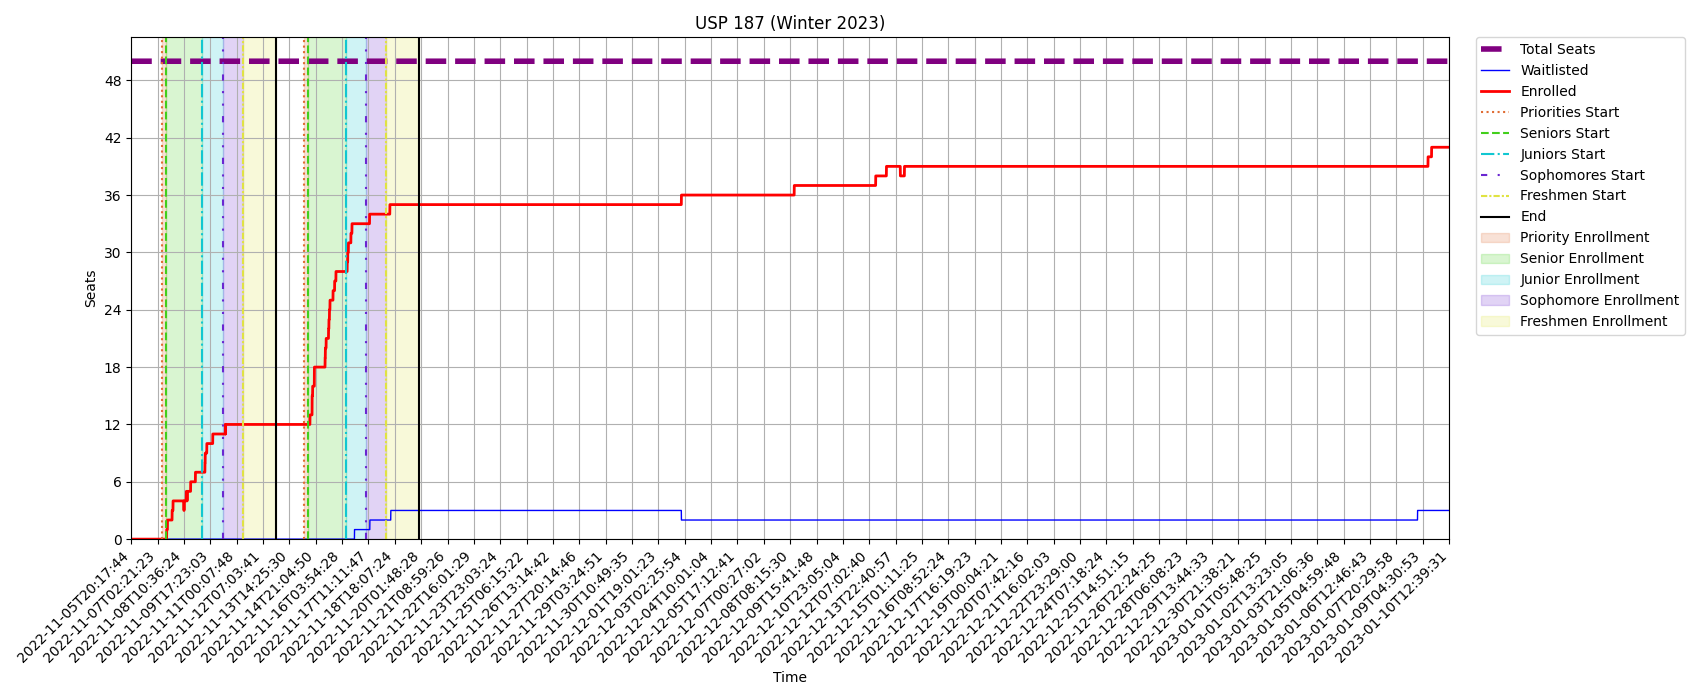 USP 187 (Winter 2023)
Total Seats
Waitlisted
Enrolled
Priorities Start
Seniors Start
Juniors Start
Sophomores Start
Freshmen Start
End
Priority Enrollment
Senior Enrollment
Junior Enrollment
Sophomore Enrollment
Freshmen Enrollment
Seats
48
42
36
30
24
18
12
6
0
2022-11-05T20:17:44
2022-11-07T02:21:23
2022-11-08T10:36:24
2022-11-09T17:23:03
2022-11-11T00:07:48
2022-11-12T07:03:41
2022-11-13T14:25:30
2022-11-14T21:04:50
2022-11-16T03:54:28
2022-11-17T11:11:47
2022-11-18T18:07:24
2022-11-20T01:48:28
2022-11-21T08:59:26
2022-11-22T16:01:29
2022-11-23T23:03:24
2022-11-25T06:15:22
2022-11-26T13:14:42
2022-11-27T20:14:46
2022-11-29T03:24:51
2022-11-30T10:49:35
2022-12-01T19:01:23
2022-12-03T02:25:54
2022-12-04T10:01:04
2022-12-05T17:12:41
2022-12-07T00:27:02
2022-12-08T08:15:30
2022-12-09T15:41:48
2022-12-10T23:05:04
2022-12-12T07:02:40
2022-12-13T22:40:57
2022-12-15T11:11:25
2022-12-16T08:52:24
2022-12-17T16:19:23
2022-12-19T00:04:21
2022-12-20T07:42:16
2022-12-21T16:02:03
2022-12-22T23:29:00
2022-12-24T07:18:24
2022-12-25T14:51:15
2022-12-26T22:24:25
2022-12-28T06:08:23
2022-12-29T13:44:33
2022-12-30T21:38:21
2023-01-01T05:48:25
2023-01-02T13:23:05
2023-01-03T21:06:36
2023-01-05T04:59:48
2023-01-06T12:46:43
2023-01-07T20:29:58
2023-01-09T04:30:53
2023-01-10T12:39:31
Time